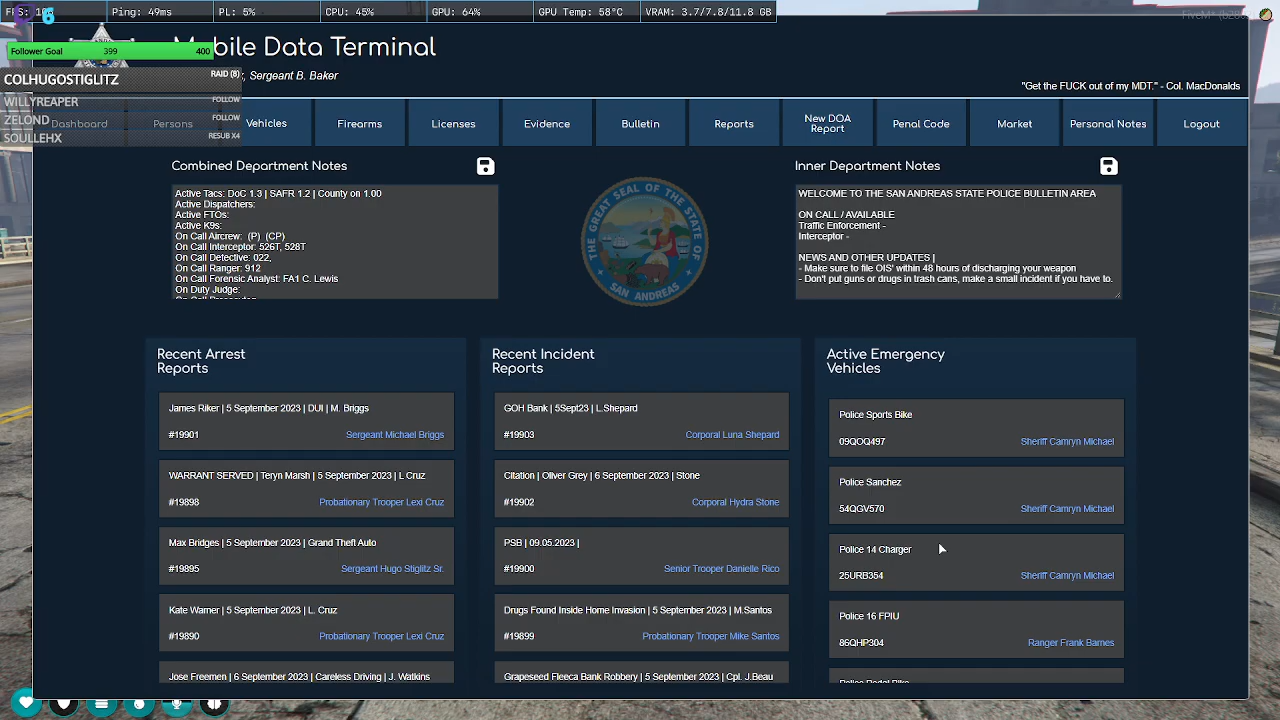 Ping: 49ms
PL: 5%
CPU: 45%
GPU: 64%
GPU Temp: 58°C
6
Follower Goal 399 400
bile Data Terminal
COLHUGOSTIGLITZ RAID (8)
Sergeant B. Baker
"Get the FUCK out of my MDT." - Col. MacDonalds
WILLYREAPER FOLLOW
ZELOND FOLLOW
SOULLEHX RESUB X4
Dashboard
Persons
Vehicles
Firearms
Licenses
Evidence
Bulletin
Reports
New DOA
Report
Penal Code
Market
Personal Notes
Logout
Combined Department Notes
Active Tacs: DoC 1.3 | SAFR 1.2 | County on 1.00
Active Dispatchers:
Active FTOs:
Active K9s:
On Call Aircrew: (P) (CP)
On Call Interceptor: 526T, 528T
On Call Detective: 022,
On Call Ranger: 912
On Call Forensic Analyst: FA1 C. Lewis
On Duty Judge:
THE GREAT SEAL OF THE STATE OF
SAN ANDREAS
Inner Department Notes
WELCOME TO THE SAN ANDREAS STATE POLICE BULLETIN AREA
ON CALL / AVAILABLE
Traffic Enforcement -
Interceptor -
NEWS AND OTHER UPDATES |
- Make sure to file OIS' within 48 hours of discharging your weapon
- Don't put guns or drugs in trash cans, make a small incident if you have to.
Recent Arrest
Reports
James Riker | 5 September 2023 | DUI | M. Briggs
#19901 Sergeant Michael Briggs
WARRANT SERVED | Teryn Marsh | 5 September 2023 | L Cruz
#19898 Probationary Trooper Lexi Cruz
Max Bridges | 5 September 2023 | Grand Theft Auto
#19895 Sergeant Hugo Stiglitz Sr.
Kate Warner | 5 September 2023 | L. Cruz
#19890 Probationary Trooper Lexi Cruz
Jose Freemen | 6 September 2023 | Careless Driving | J. Watkins
Recent Incident
Reports
GOH Bank | 5Sept23 | L.Shepard
#19903 Corporal Luna Shepard
Citation | Oliver Grey | 6 September 2023 | Stone
#19902 Corporal Hydra Stone
PSB | 09.05.2023 |
#19900 Senior Trooper Danielle Rico
Drugs Found Inside Home Invasion | 5 September 2023 | M.Santos
#19899 Probationary Trooper Mike Santos
Grapeseed Fleeca Bank Robbery | 5 September 2023 | Cpl. J.Beau
Active Emergency
Vehicles
Police Sports Bike
09QOQ497 Sheriff Camryn Michael
Police Sanchez
54QGV570 Sheriff Camryn Michael
Police 14 Charger
25URB354 Sheriff Camryn Michael
Police 16 FPIU
86QHP304 Ranger Frank Barnes